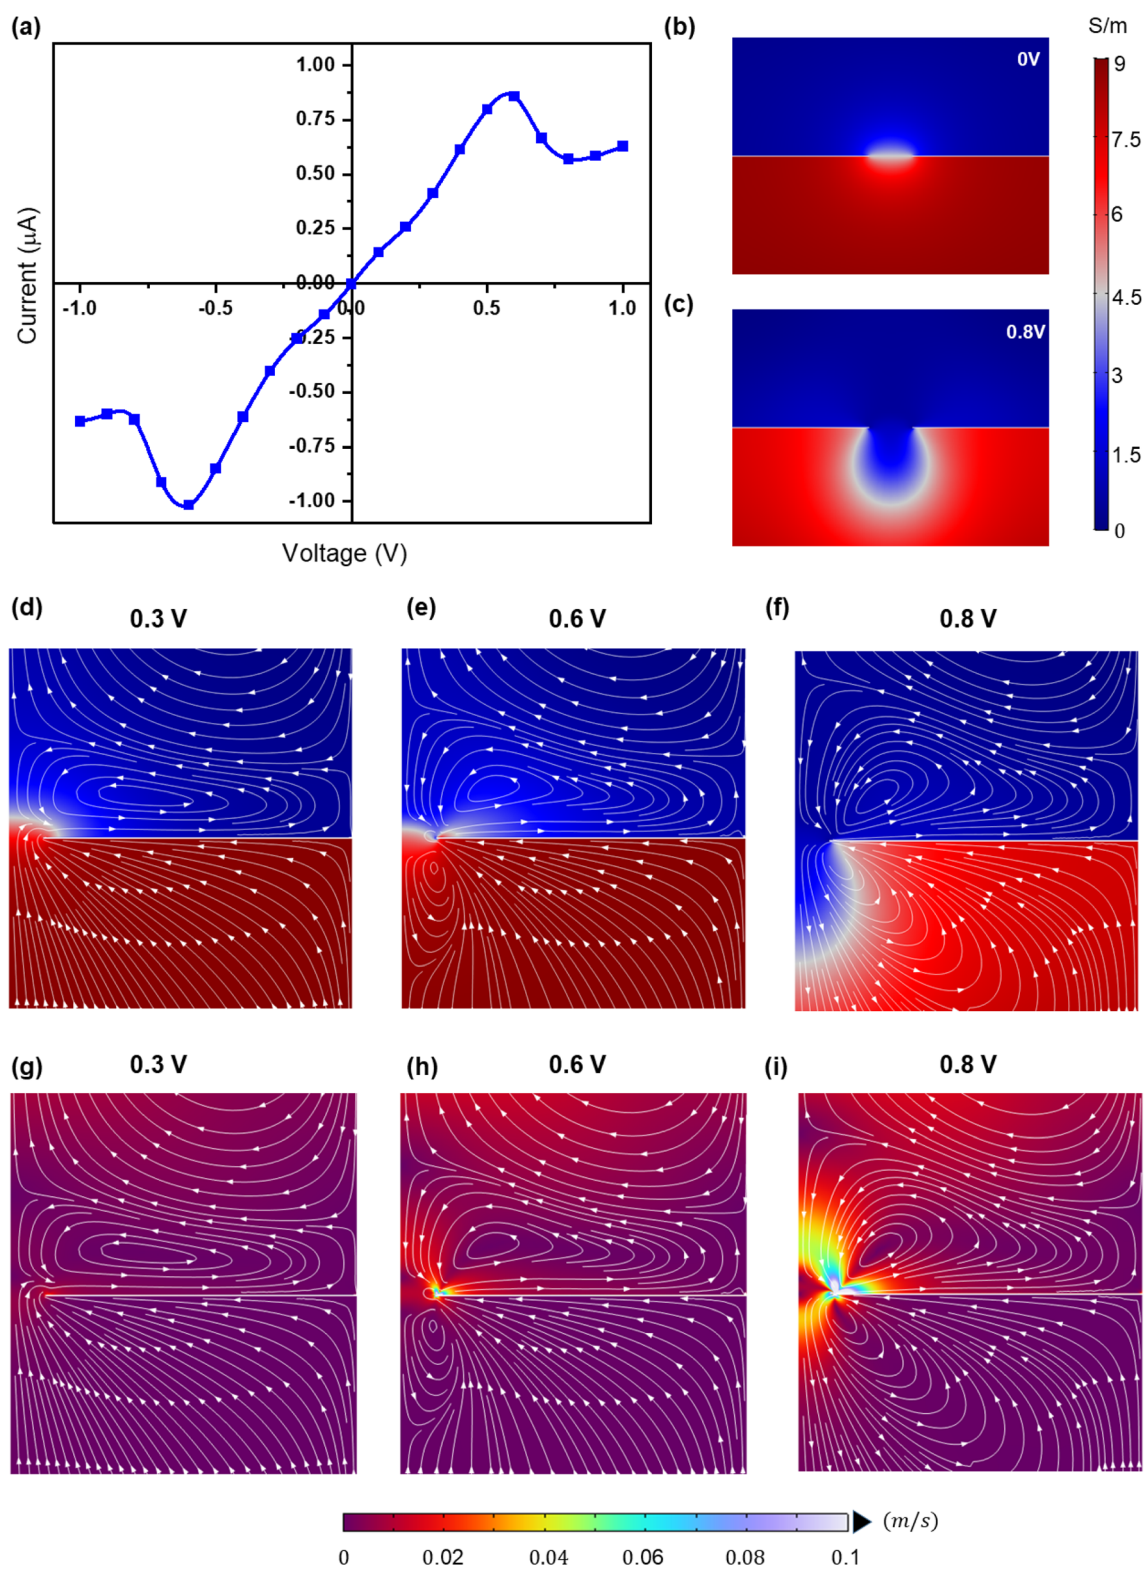 (a)
1.00
0.75
0.50
0.25
0.00
-1.0
-0.5
0.0
0.5
1.0
-0.25
-0.50
-0.75
-1.00
Current (µA)
Voltage (V)
(b)
0V
(c)
0.8V
S/m
9
7.5
6
4.5
3
1.5
0
(d)
0.3 V
(e)
0.6 V
(f)
0.8 V
(g)
0.3 V
(h)
0.6 V
(i)
0.8 V
(m/s)
0
0.02
0.04
0.06
0.08
0.1